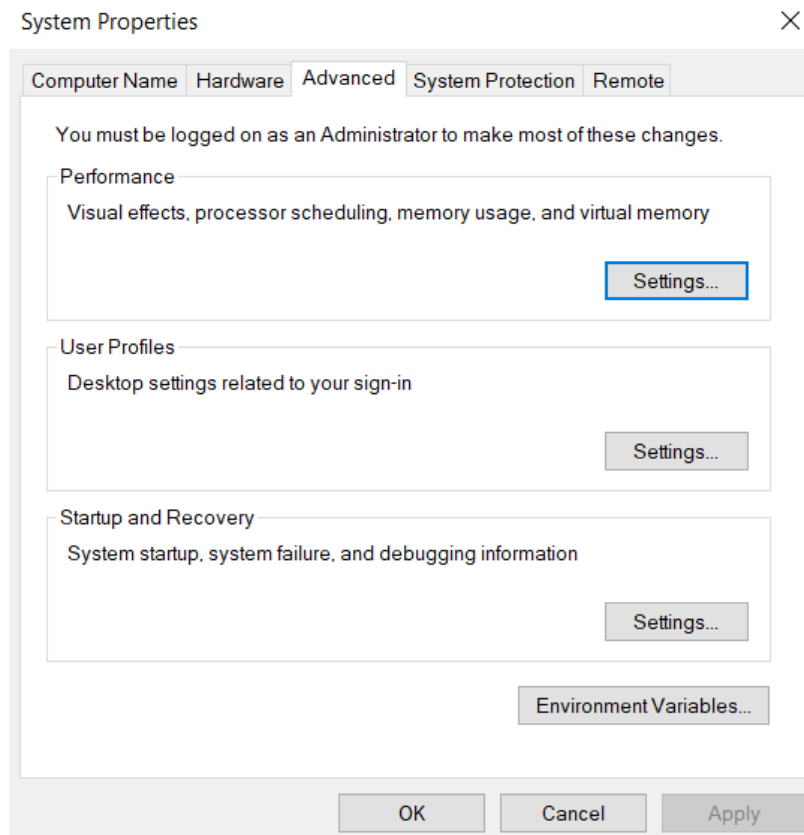 System Properties
Computer Name Hardware Advanced System Protection Remote
You must be logged on as an Administrator to make most of these changes.
Performance
Visual effects, processor scheduling, memory usage, and virtual memory
Settings...
User Profiles
Desktop settings related to your sign-in
Settings...
Startup and Recovery
System startup, system failure, and debugging information
Settings...
Environment Variables...
OK Cancel Apply